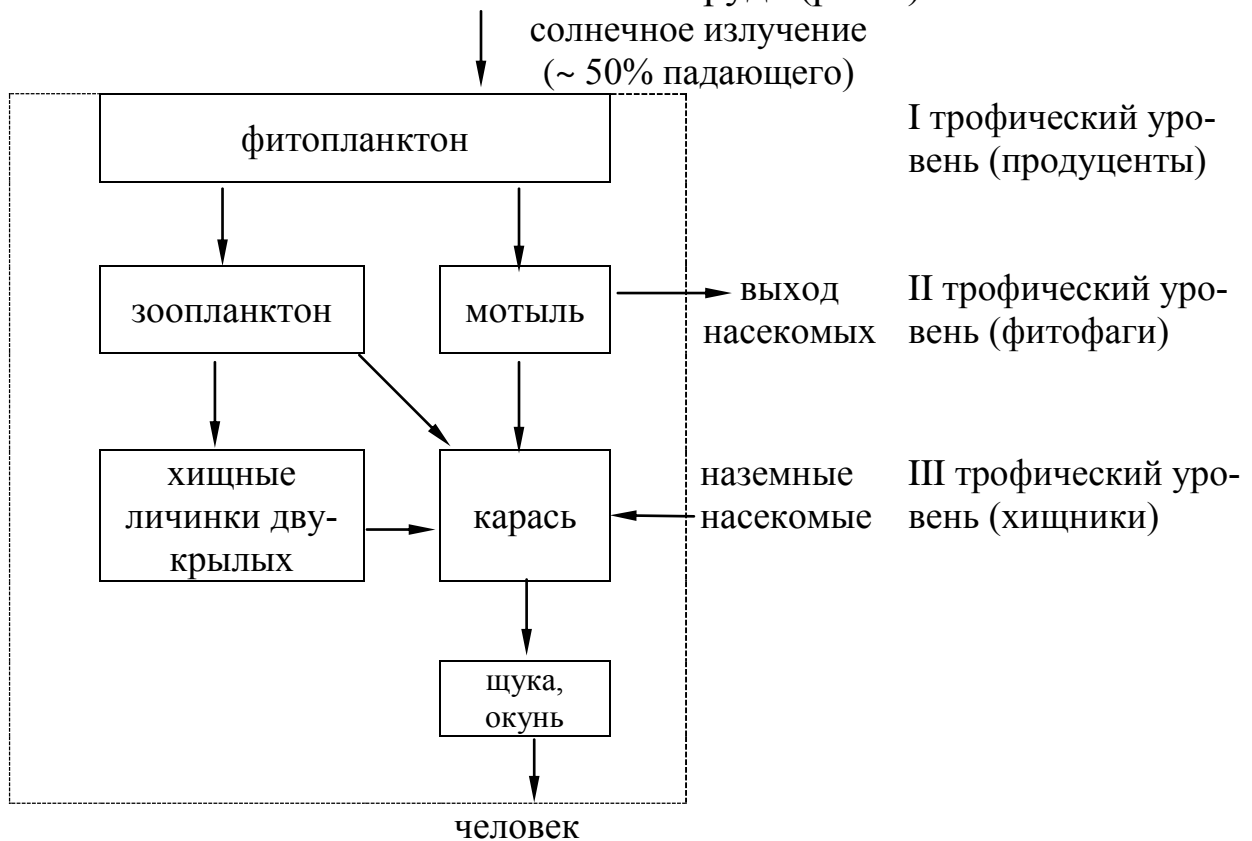 солнечное излучение
(~ 50% падающего)
фитопланктон
I трофический уро-
вень (продуценты)
зоопланктон
мотыль
выход
насекомых
II трофический уро-
вень (фитофаги)
хищные
личинки дву-
крылых
карась
наземные
насекомые
III трофический уро-
вень (хищники)
щука,
окунь
человек